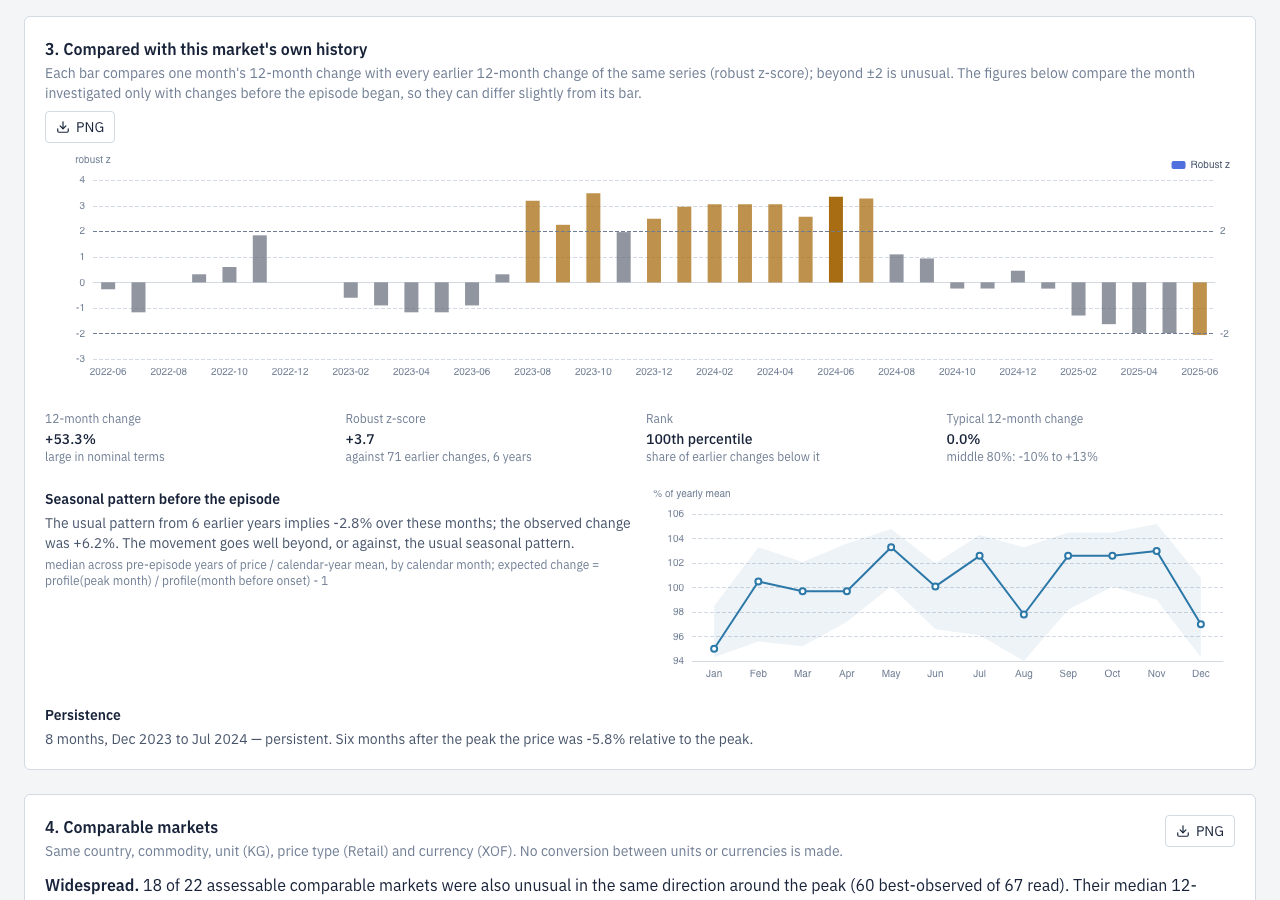 3. Compared with this market's own history
Each bar compares one month's 12-month change with every earlier 12-month change of the same series (robust z-score); beyond ±2 is unusual. The figures below compare the month
investigated only with changes before the episode began, so they can differ slightly from its bar.
PNG
robust z
Robust z
4
3
2
2
1
0
-1
-2
-2
-3
2022-06 2022-08 2022-10 2022-12 2023-02 2023-04 2023-06 2023-08 2023-10 2023-12 2024-02 2024-04 2024-06 2024-08 2024-10 2024-12 2025-02 2025-04 2025-06
12-month change Robust z-score Rank Typical 12-month change
+53.3% +3.7 100th percentile 0.0%
large in nominal terms against 71 earlier changes, 6 years share of earlier changes below it middle 80%: -10% to +13%
Seasonal pattern before the episode
The usual pattern from 6 earlier years implies -2.8% over these months; the observed change
was +6.2%. The movement goes well beyond, or against, the usual seasonal pattern.
median across pre-episode years of price / calendar-year mean, by calendar month; expected change =
profile(peak month) / profile(month before onset) - 1
% of yearly mean
106
104
102
100
98
96
94
Jan Feb Mar Apr May Jun Jul Aug Sep Oct Nov Dec
Persistence
8 months, Dec 2023 to Jul 2024 — persistent. Six months after the peak the price was -5.8% relative to the peak.
4. Comparable markets
PNG
Same country, commodity, unit (KG), price type (Retail) and currency (XOF). No conversion between units or currencies is made.
Widespread. 18 of 22 assessable comparable markets were also unusual in the same direction around the peak (60 best-observed of 67 read). Their median 12-